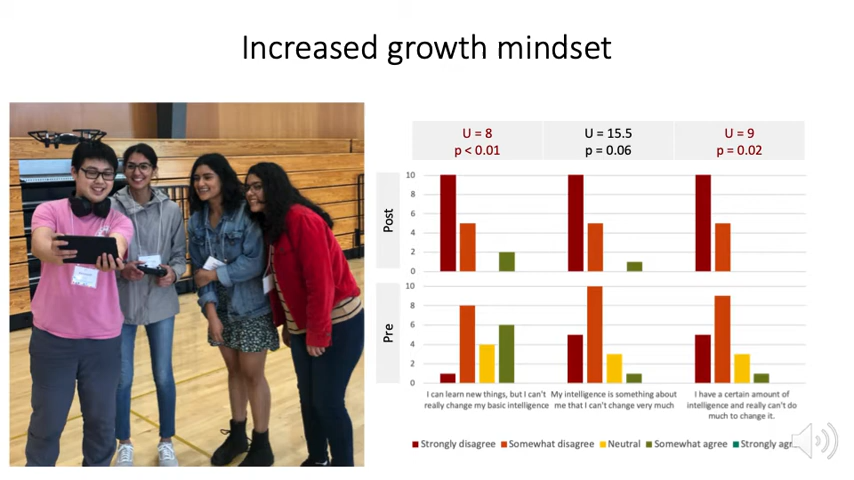 Increased growth mindset
U = 8
p < 0.01
U = 15.5
p = 0.06
U = 9
p = 0.02
Post
10
8
6
4
2
0
Pre
10
8
6
4
2
0
I can learn new things, but I can't
really change my basic intelligence
My intelligence is something about
me that I can't change very much
I have a certain amount of
intelligence and really can't do
much to change it.
Strongly disagree
Somewhat disagree
Neutral
Somewhat agree
Strongly